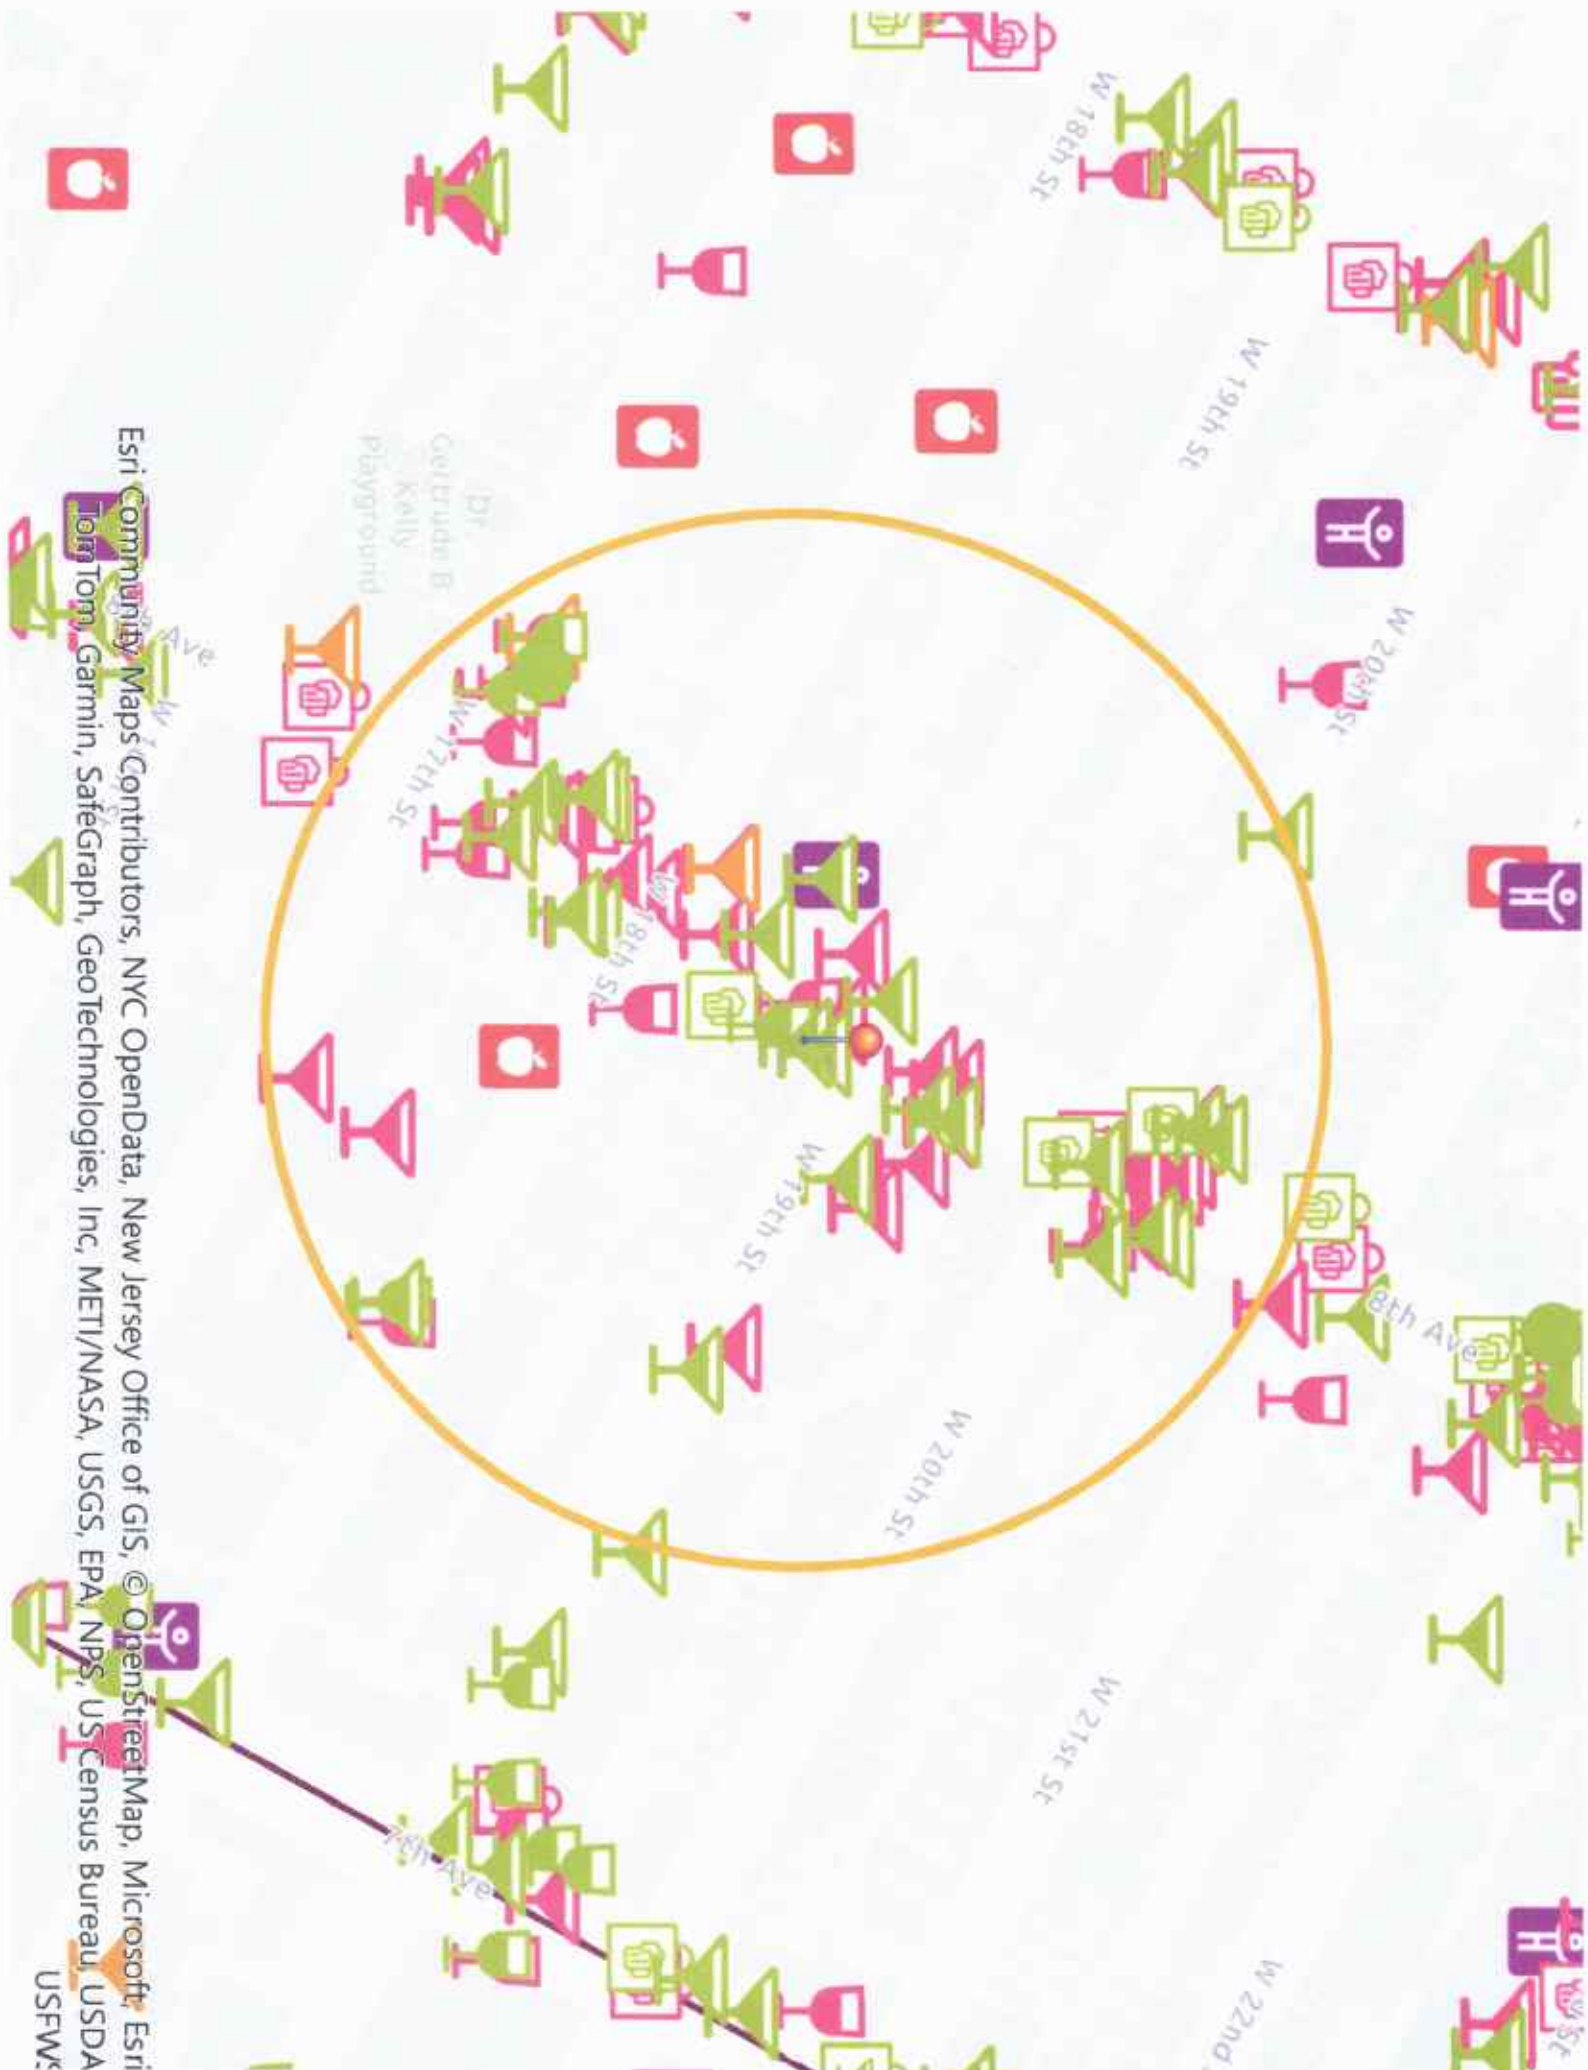 W 18th St
W 19th St
W 20th St
Dr
Gertrude B
Kelly
Playground
Ave
W 17th St
W 18th St
W 19th St
W 20th St
W 21st St
W 22nd
8th Ave
7th Ave
St
Esri Community Maps Contributors, NYC OpenData, New Jersey Office of GIS, © OpenStreetMap, Microsoft, Esri
TomTom, Garmin, SafeGraph, GeoTechnologies, Inc, METI/NASA, USGS, EPA, NPS, US Census Bureau, USDA
USFWS